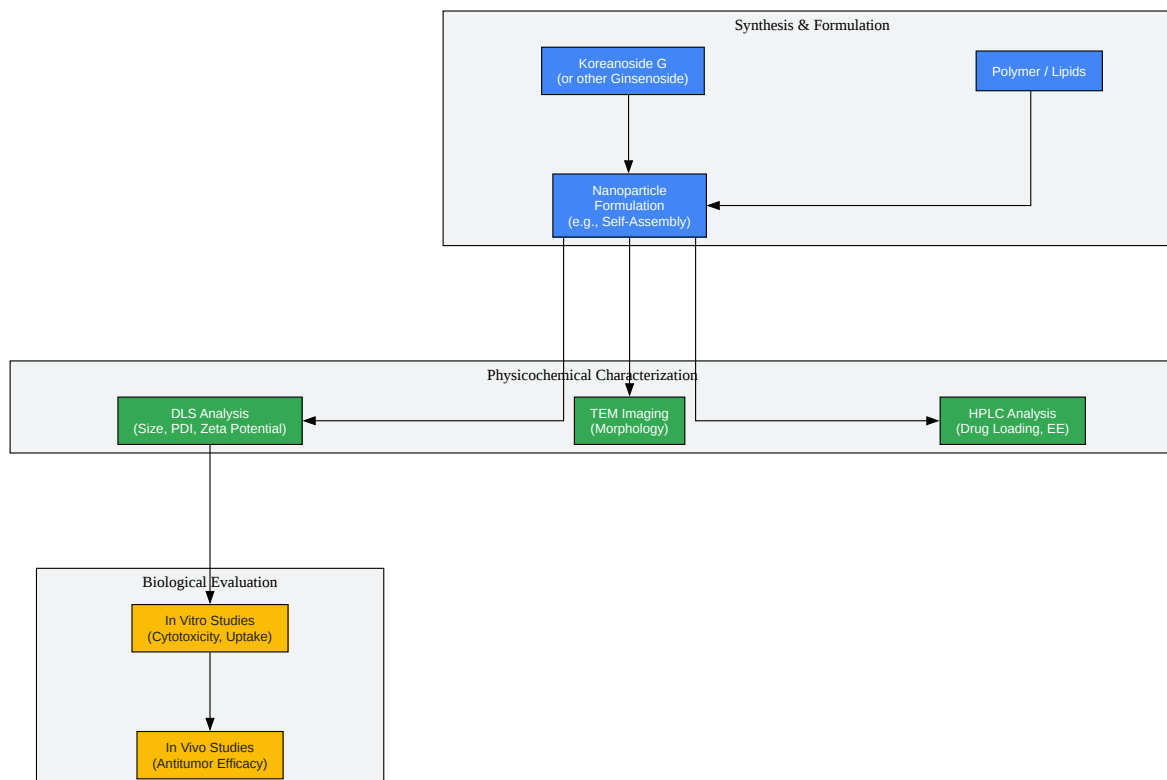 Synthesis & Formulation
Koreanoside G
(or other Ginsenoside)
Polymer / Lipids
Nanoparticle
Formulation
(e.g., Self-Assembly)
Physicochemical Characterization
DLS Analysis
(Size, PDI, Zeta Potential)
TEM Imaging
(Morphology)
HPLC Analysis
(Drug Loading, EE)
Biological Evaluation
In Vitro Studies
(Cytotoxicity, Uptake)
In Vivo Studies
(Antitumor Efficacy)